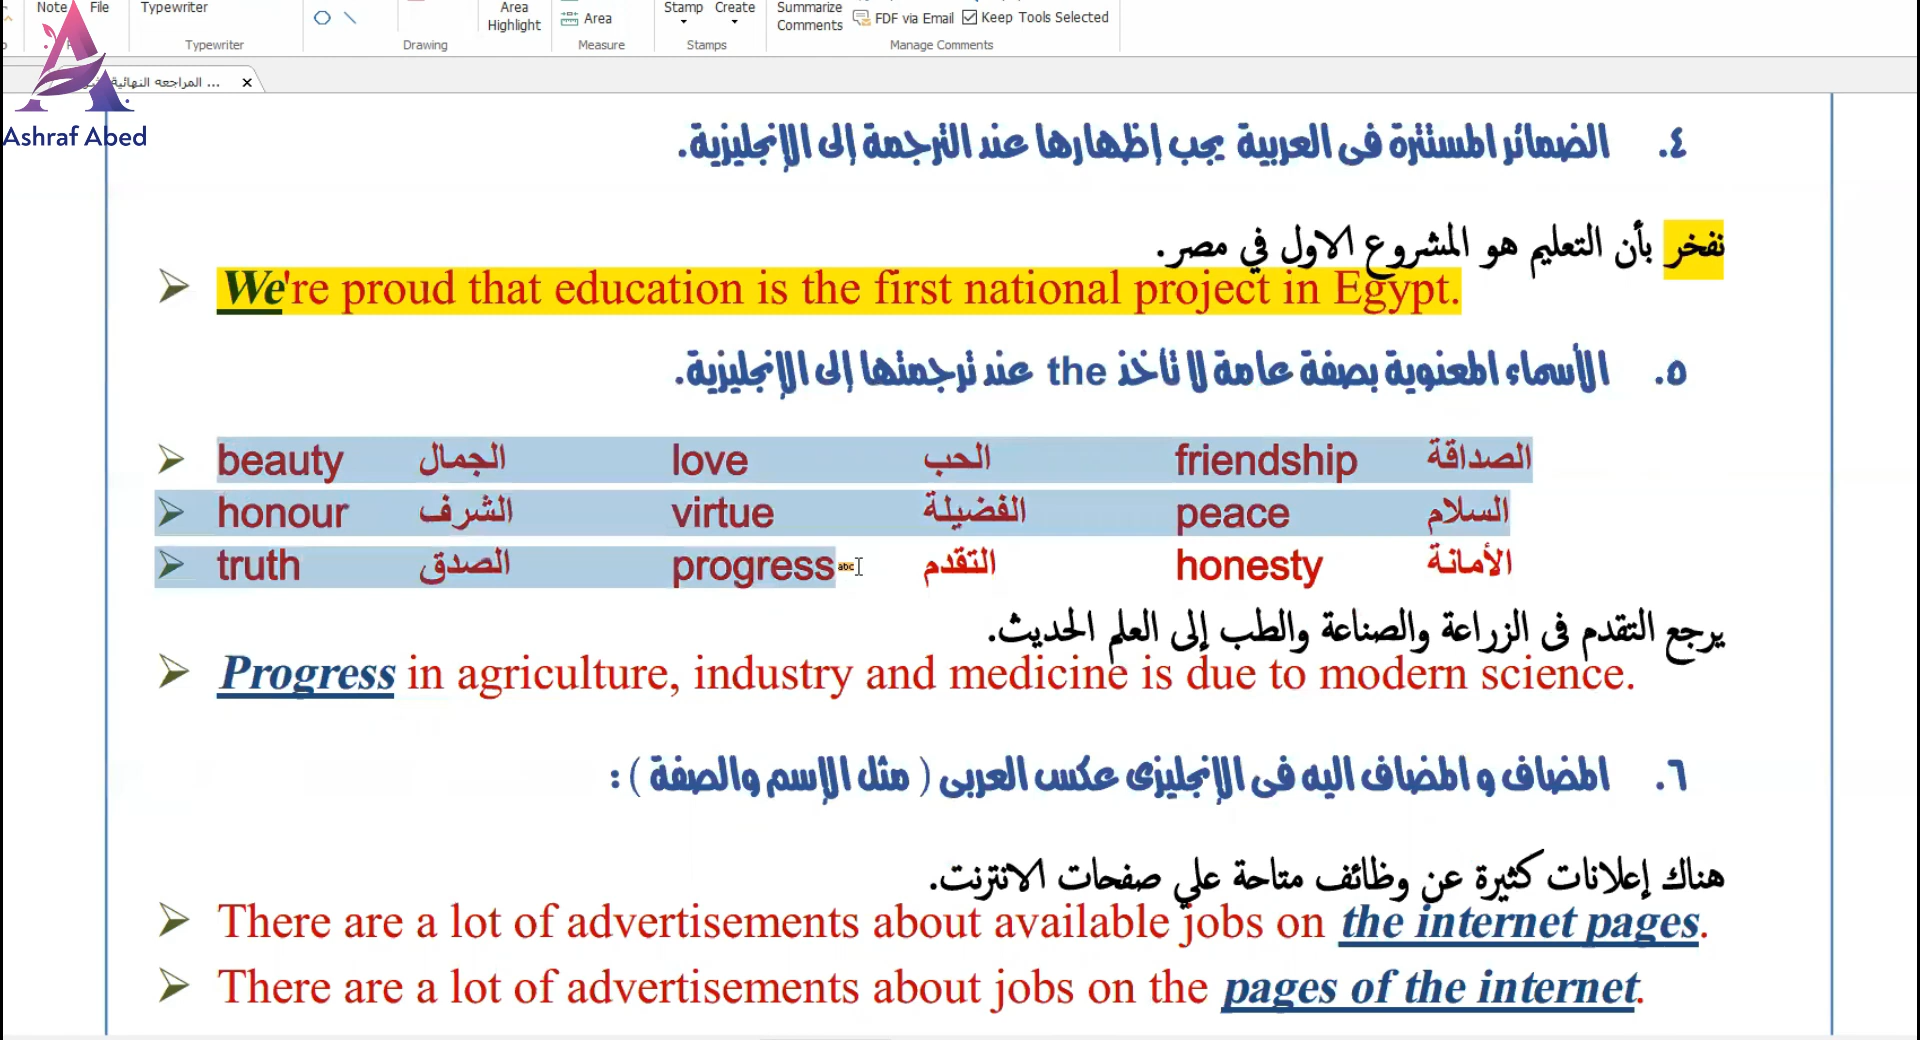 Note File Typewriter Area Highlight Area Stamp Create Summarize Comments FDF via Email Keep Tools Selected
Typewriter Drawing Measure Stamps Manage Comments
المراجعه النهائية ...
Ashraf Abed
٤. الضمائر المستترة فى العربية يجب إظهارها عند الترجمة إلى الإنجليزية.
نفخر بأن التعليم هو المشروع الاول في مصر.
We're proud that education is the first national project in Egypt.
٥. الأسماء المعنوية بصفة عامة لا تأخذ the عند ترجمتها إلى الإنجليزية.
beauty الجمال love الحب friendship الصداقة
honour الشرف virtue الفضيلة peace السلام
truth الصدق progress abc التقدم honesty الأمانة
يرجع التقدم فى الزراعة والصناعة والطب إلى العلم الحديث.
Progress in agriculture, industry and medicine is due to modern science.
٦. المضاف و المضاف اليه فى الإنجليزى عكس العربى ( مثل الإسم والصفة ) :
هناك إعلانات كثيرة عن وظائف متاحة علي صفحات الانترنت.
There are a lot of advertisements about available jobs on the internet pages.
There are a lot of advertisements about jobs on the pages of the internet.